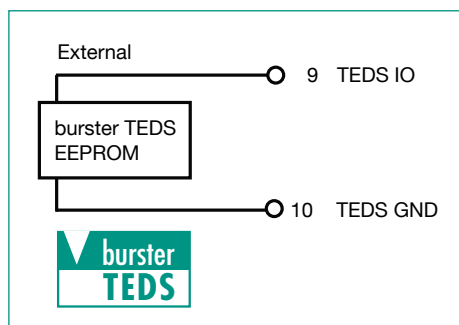 External
9 TEDS IO
burster TEDS
EEPROM
10 TEDS GND
burster
TEDS